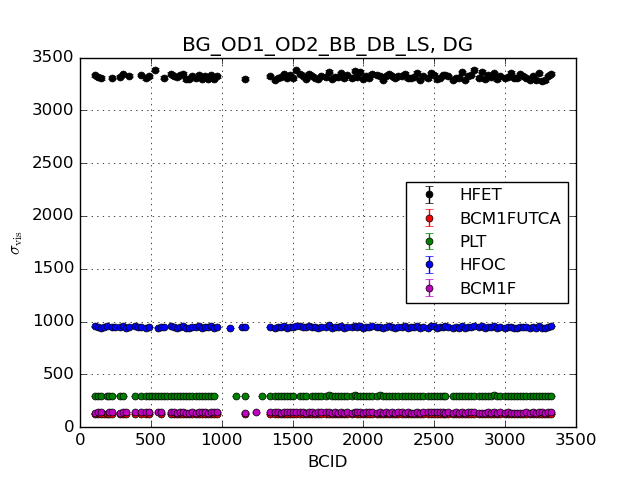 BG_OD1_OD2_BB_DB_LS, DG
3500
3000
2500
2000
1500
1000
500
0
σvis
HFET
BCM1FUTCA
PLT
HFOC
BCM1F
0 500 1000 1500 2000 2500 3000 3500
BCID